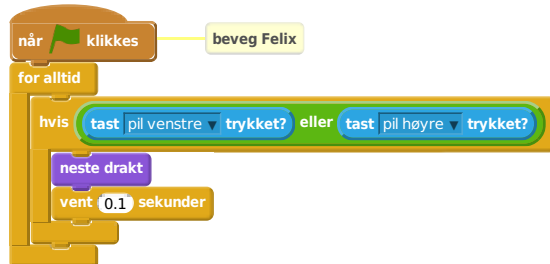 når klikkes beveg Felix
for alltid
hvis tast pil venstre trykket? eller tast pil høyre trykket?
neste drakt
vent 0.1 sekunder